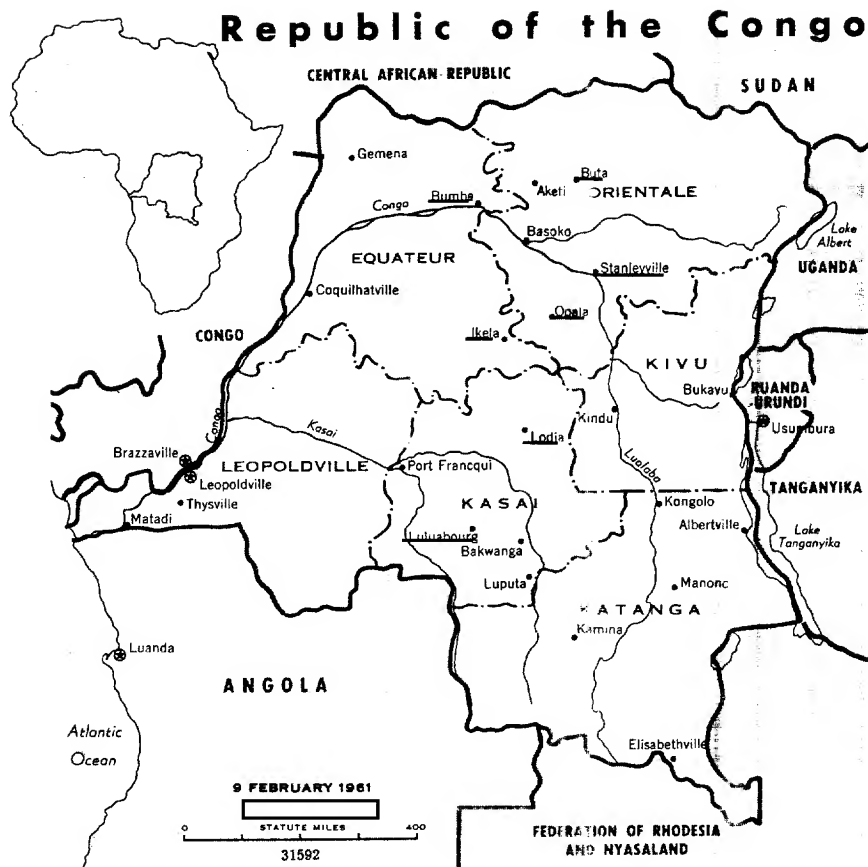 Republic of the Congo
CENTRAL AFRICAN REPUBLIC
SUDAN
Gemena
Buta
Aketi
ORIENTALE
Bumba
Congo
Basoko
Lake
Albert
EQUATEUR
Stanleyville
UGANDA
Coquilhatville
Opala
CONGO
Ikela
KIVU
Bukavu
RUANDA
BRUNDI
Kindu
Usumbura
Congo
Kasai
Lodja
Lualaba
Brazzaville
LEOPOLDVILLE
Port Francqui
Leopoldville
TANGANYIKA
Thysville
KASAI
Kongolo
Matadi
Albertville
Lake
Tanganyika
Luluabourg
Bakwanga
Luputa
Manono
KATANGA
Kamina
Luanda
ANGOLA
Atlantic
Ocean
Elisabethville
9 FEBRUARY 1961
0 400
STATUTE MILES
31592
FEDERATION OF RHODESIA
AND NYASALAND